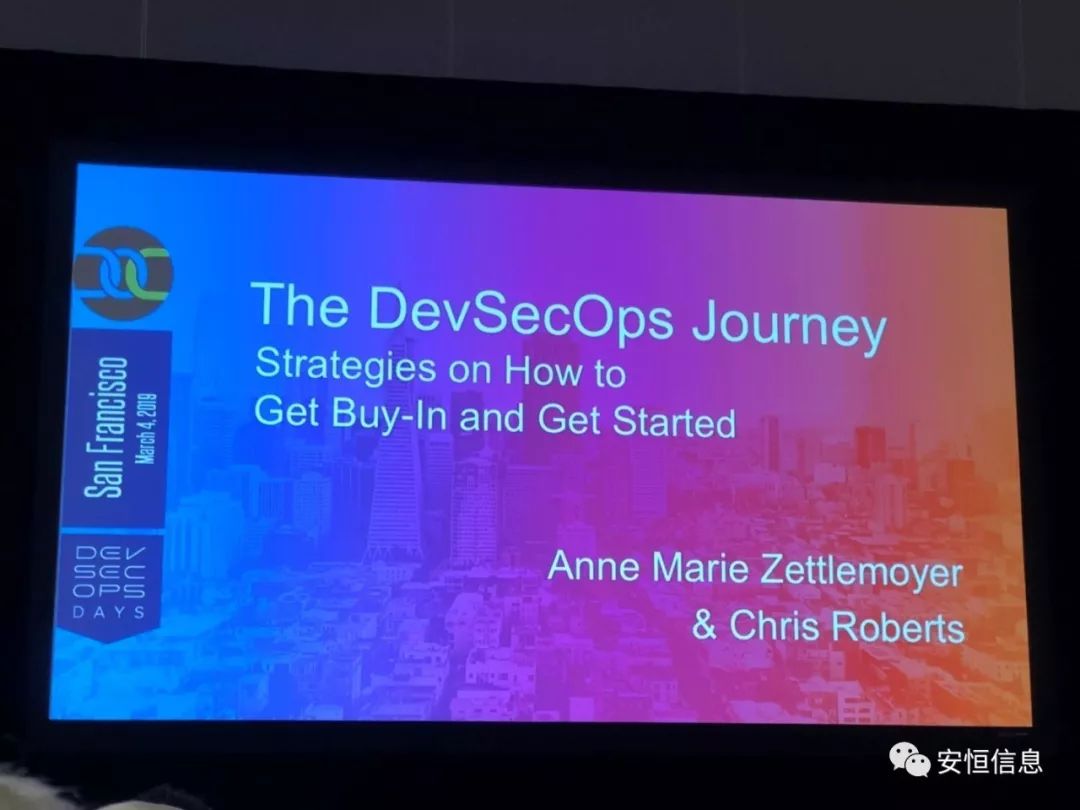 The DevSecOps Journey
Strategies on How to
Get Buy-In and Get Started
San Francisco
March 4, 2019
DEV
SEC
OPS
DAYS
Anne Marie Zettlemoyer
& Chris Roberts
安恒信息